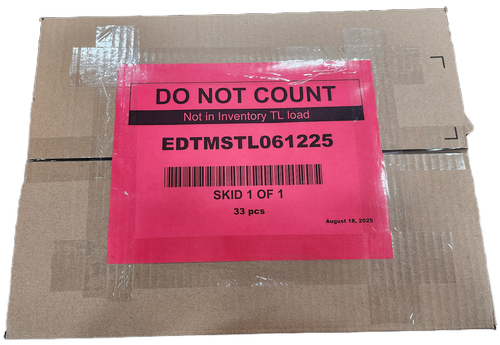 DO NOT COUNT
Not in Inventory TL load
EDTMSTL061225
SKID 1 OF 1
33 pcs
August 18, 2025